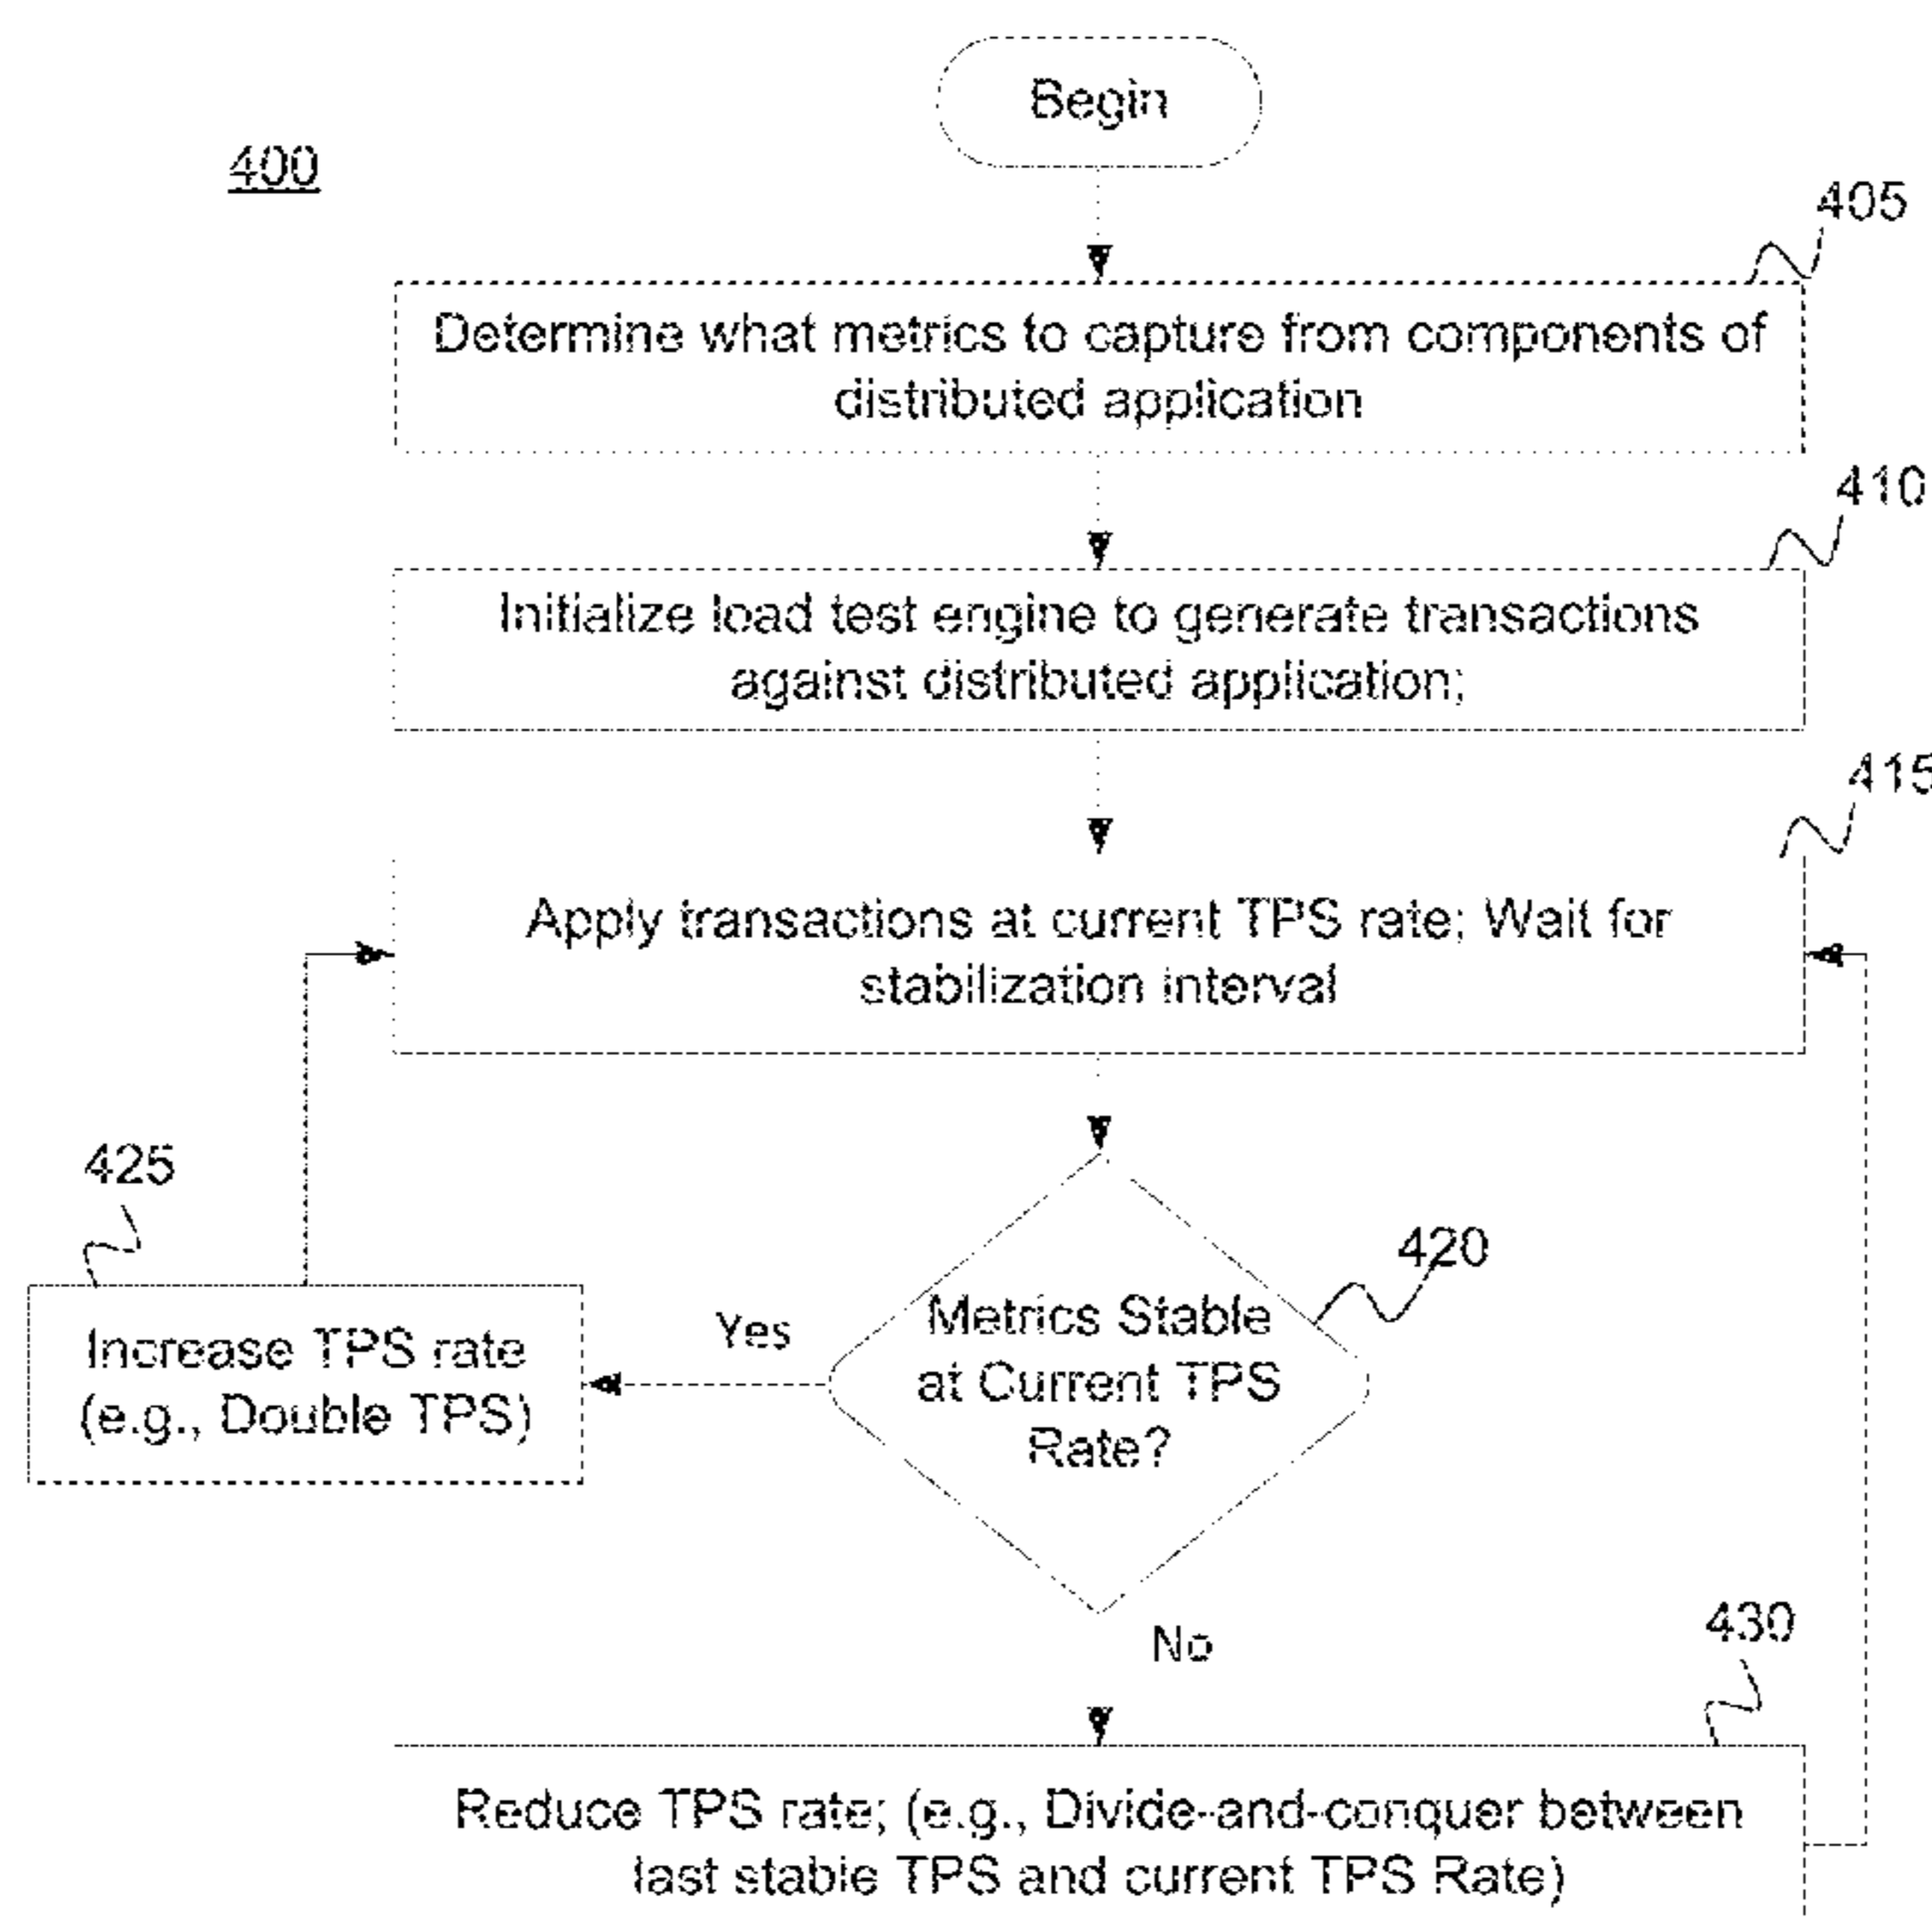 Begin
400
405
Determine what metrics to capture from components of
distributed application
410
Initialize load test engine to generate transactions
against distributed application;
415
Apply transactions at current TPS rate; Wait for
stabilization interval
425
420
Metrics Stable
at Current TPS
Rate?
Yes
Increase TPS rate
(e.g., Double TPS)
No
430
Reduce TPS rate; (e.g., Divide-and-conquer between
last stable TPS and current TPS Rate)